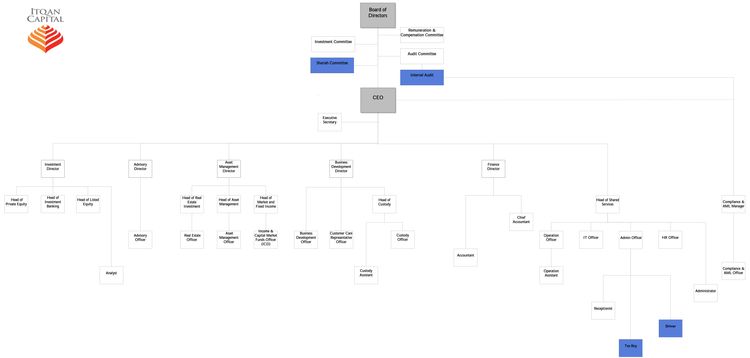 ITQAN
CAPITAL
Board of
Directors
Remuneration &
Compensation Committee
Investment Committee
Audit Committee
Shariah Committee
Internal Audit
CEO
Executive
Secretary
Investment
Director
Advisory
Director
Asset
Management
Director
Business
Development
Director
Finance
Director
Head of
Private Equity
Head of
Investment
Banking
Head of Listed
Equity
Head of Real
Estate
Investment
Head of Asset
Management
Head of
Market and
Fixed Income
Head of
Custody
Head of Shared
Services
Compliance &
AML Manager
Chief
Accountant
Advisory
Officer
Real Estate
Officer
Asset
Management
Officer
Income &
Capital Market
Funds Officer
Business
Development
Officer
Customer Care
Representative
Officer
Custody
Officer
Operation
Officer
IT Officer
Admin Officer
HR Officer
Accountant
Analyst
Custody
Assistant
Operation
Assistant
Compliance &
AML Officer
Administrator
Receptionist
Driver
Tea Boy